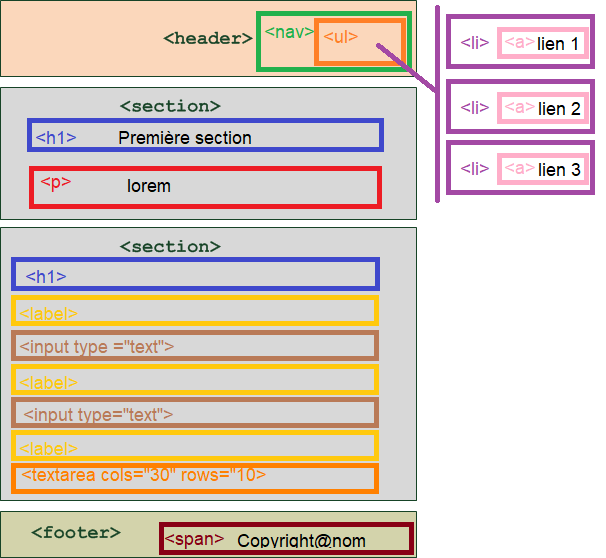 <header> <nav> <ul>
<li> <a> lien 1
<li> <a> lien 2
<li> <a> lien 3
<section>
<h1> Première section
<p> lorem
<section>
<h1>
<label>
<input type ="text">
<label>
<input type="text">
<label>
<textarea cols="30" rows="10>
<footer> <span> Copyright@nom